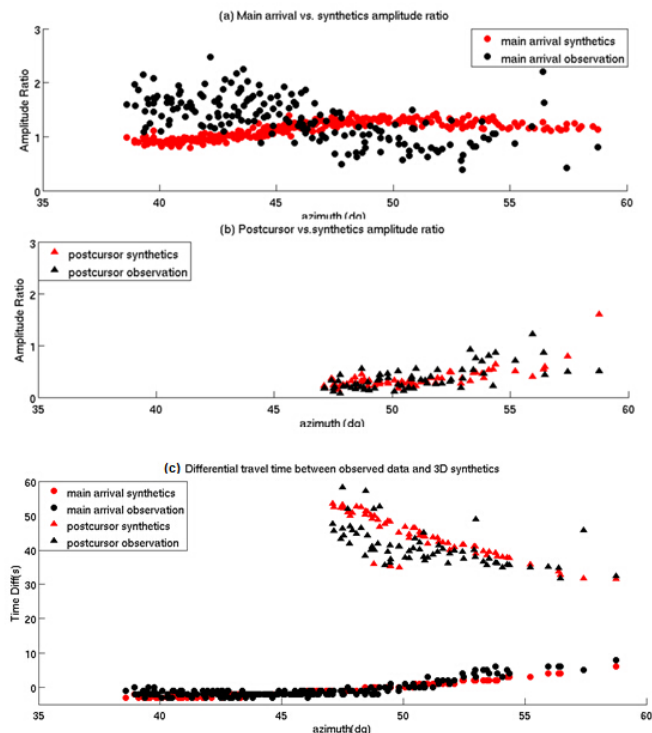 (a) Main arrival vs. synthetics amplitude ratio
3
2
1
0
Amplitude Ratio
main arrival synthetics
main arrival observation
35 40 45 50 55 60
azimuth(dg)
(b) Postcursor vs.synthetics amplitude ratio
3
2
1
0
Amplitude Ratio
postcursor synthetics
postcursor observation
35 40 45 50 55 60
azimuth(dg)
(c) Differential travel time between observed data and 3D synthetics
60
50
40
30
20
10
0
Time Diff(s)
main arrival synthetics
main arrival observation
postcursor synthetics
postcursor observation
35 40 45 50 55 60
azimuth(dg)